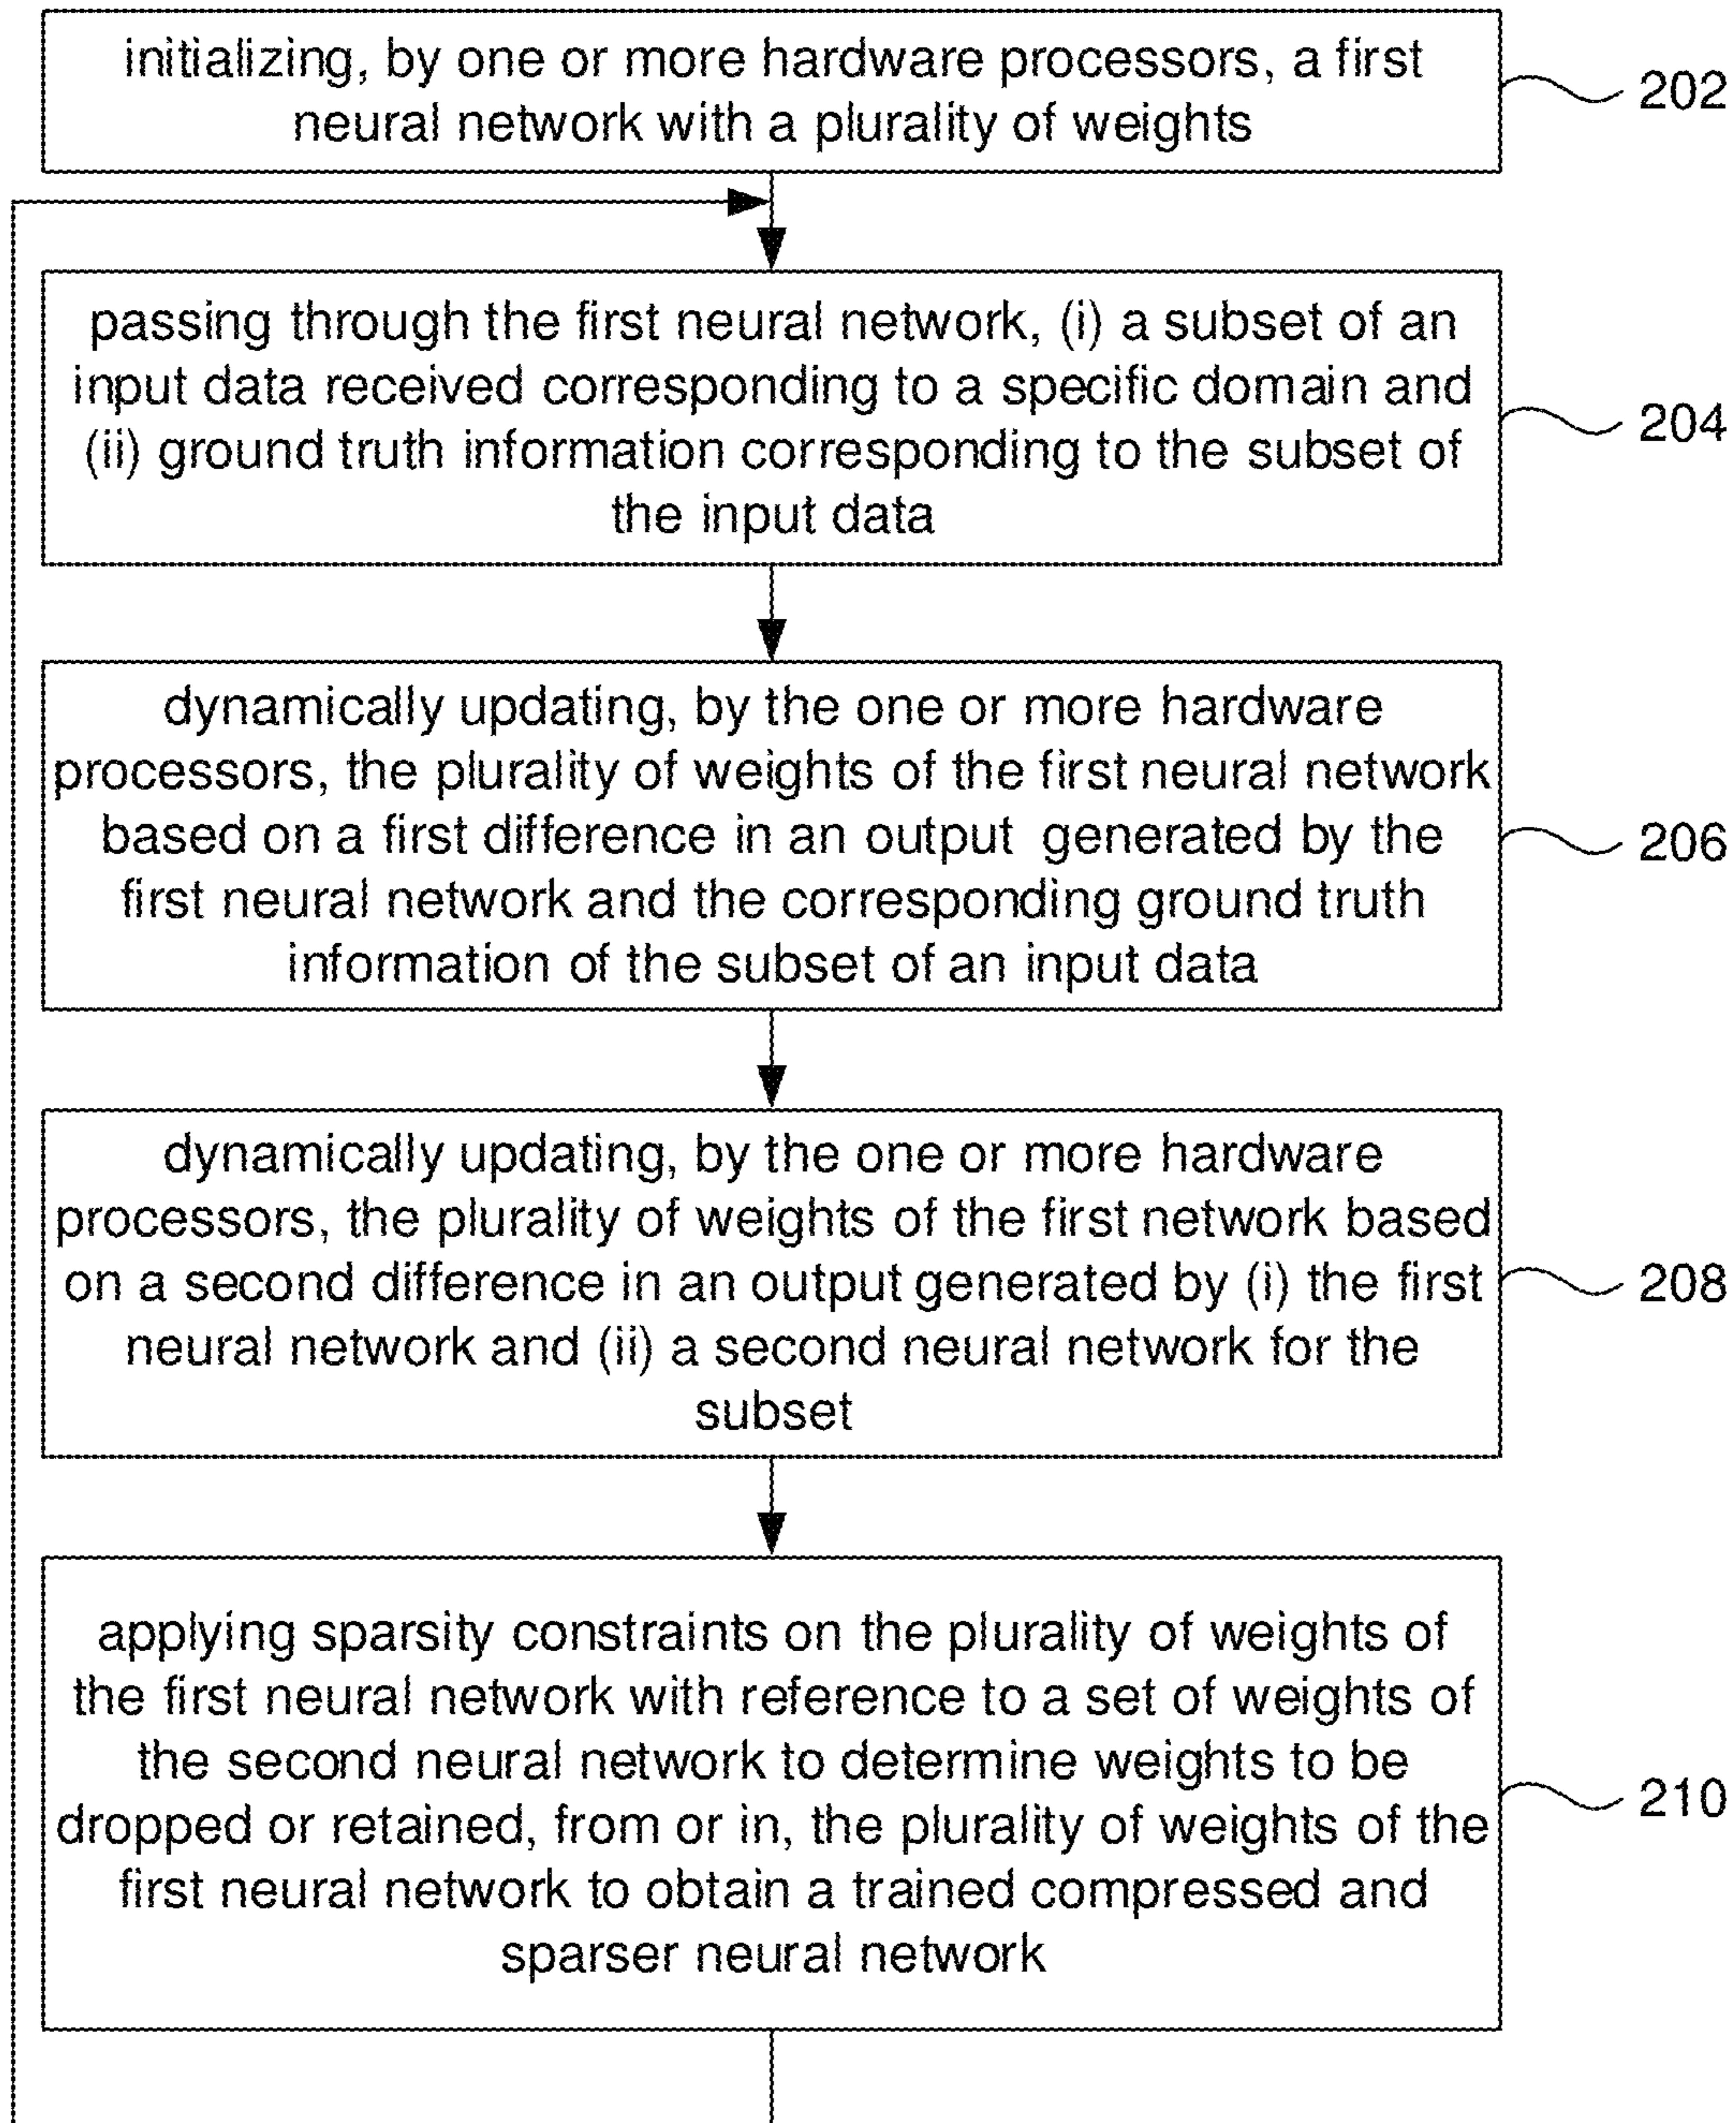 initializing, by one or more hardware processors, a first
neural network with a plurality of weights
202
passing through the first neural network, (i) a subset of an
input data received corresponding to a specific domain and
(ii) ground truth information corresponding to the subset of
the input data
204
dynamically updating, by the one or more hardware
processors, the plurality of weights of the first neural network
based on a first difference in an output generated by the
first neural network and the corresponding ground truth
information of the subset of an input data
206
dynamically updating, by the one or more hardware
processors, the plurality of weights of the first network based
on a second difference in an output generated by (i) the first
neural network and (ii) a second neural network for the
subset
208
applying sparsity constraints on the plurality of weights of
the first neural network with reference to a set of weights of
the second neural network to determine weights to be
dropped or retained, from or in, the plurality of weights of the
first neural network to obtain a trained compressed and
sparser neural network
210